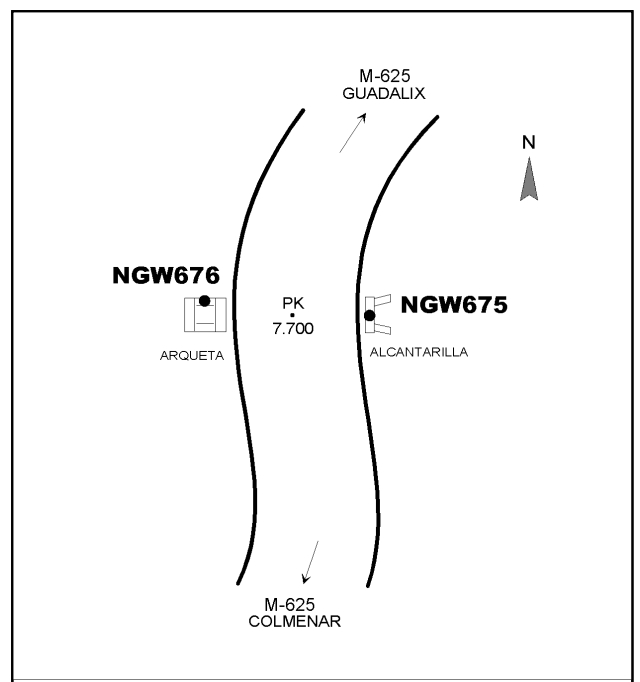 M-625
GUADALIX
N
NGW676
PK
7.700
NGW675
ARQUETA
ALCANTARILLA
M-625
COLMENAR